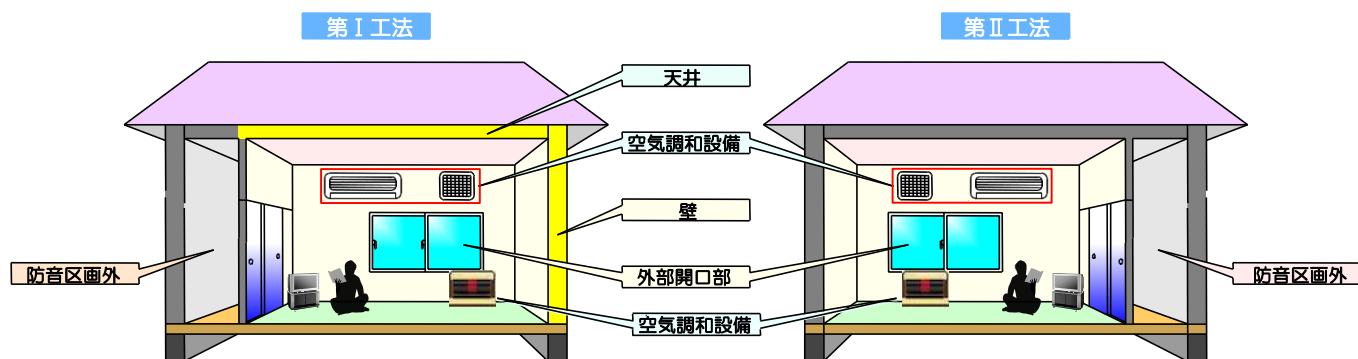 第Ⅰ工法
第Ⅱ工法
天井
空気調和設備
壁
防音区画外
外部開口部
防音区画外
空気調和設備